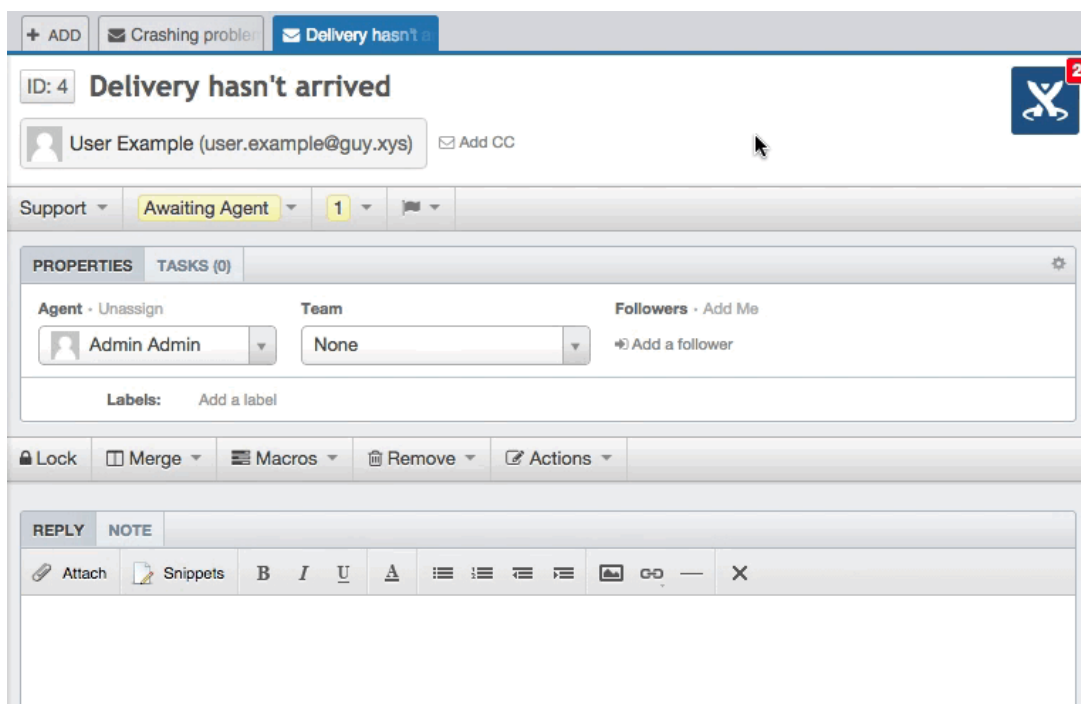 + ADD Crashing problem Delivery hasn't a
ID: 4 Delivery hasn't arrived
2
User Example (user.example@guy.xys) Add CC
Support Awaiting Agent 1
PROPERTIES TASKS (0)
Agent · Unassign Team Followers · Add Me
Admin Admin None Add a follower
Labels: Add a label
Lock Merge Macros Remove Actions
REPLY NOTE
Attach Snippets B I U A